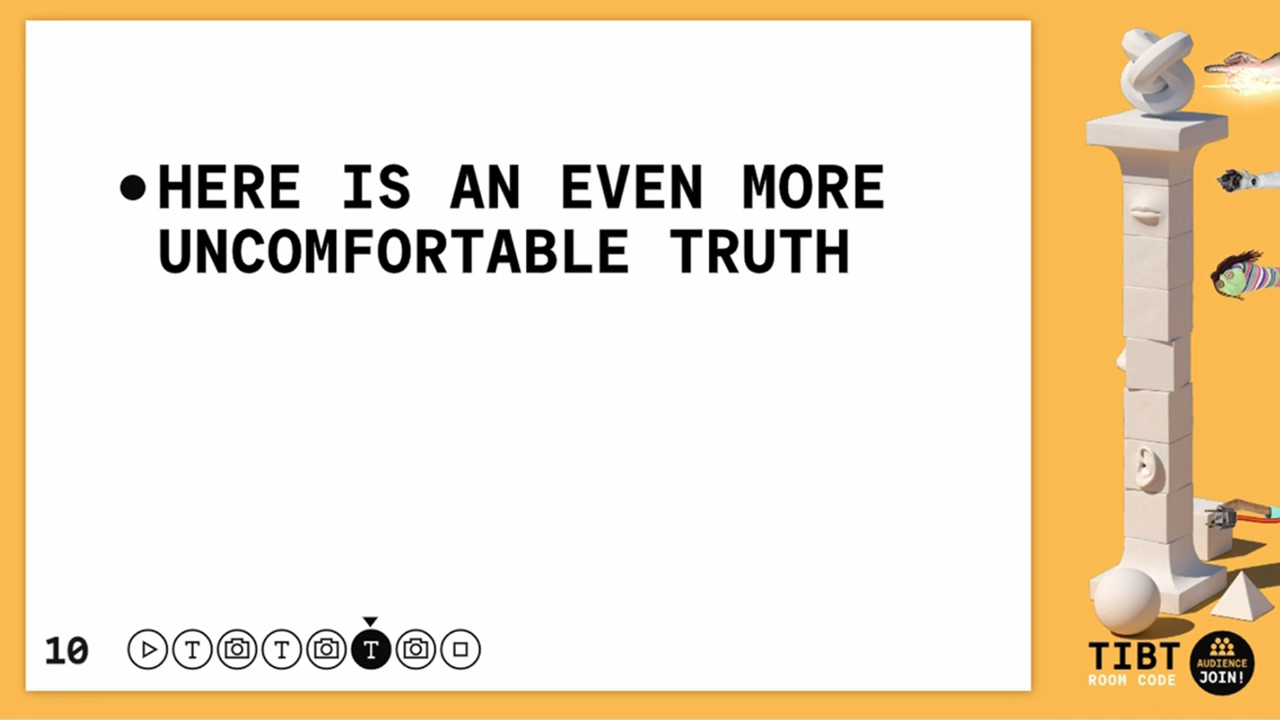 HERE IS AN EVEN MORE
UNCOMFORTABLE TRUTH
10
T
T
T
TIBT
ROOM CODE
AUDIENCE
JOIN!